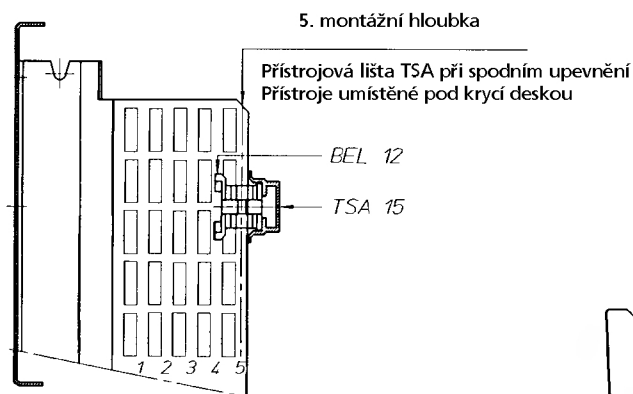 5. montážní hloubka
Přístrojová lišta TSA při spodním upevnění
Přístroje umístěné pod krycí deskou
BEL 12
TSA 15
1 2 3 4 5